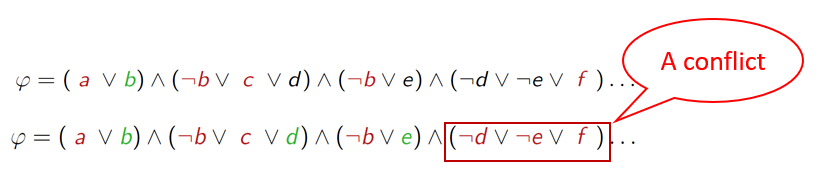 A conflict
φ = ( a ∨ b) ∧ (¬b ∨ c ∨ d) ∧ (¬b ∨ e) ∧ (¬d ∨ ¬e ∨ f ) ...
φ = ( a ∨ b) ∧ (¬b ∨ c ∨ d) ∧ (¬b ∨ e) ∧ (¬d ∨ ¬e ∨ f ) ...